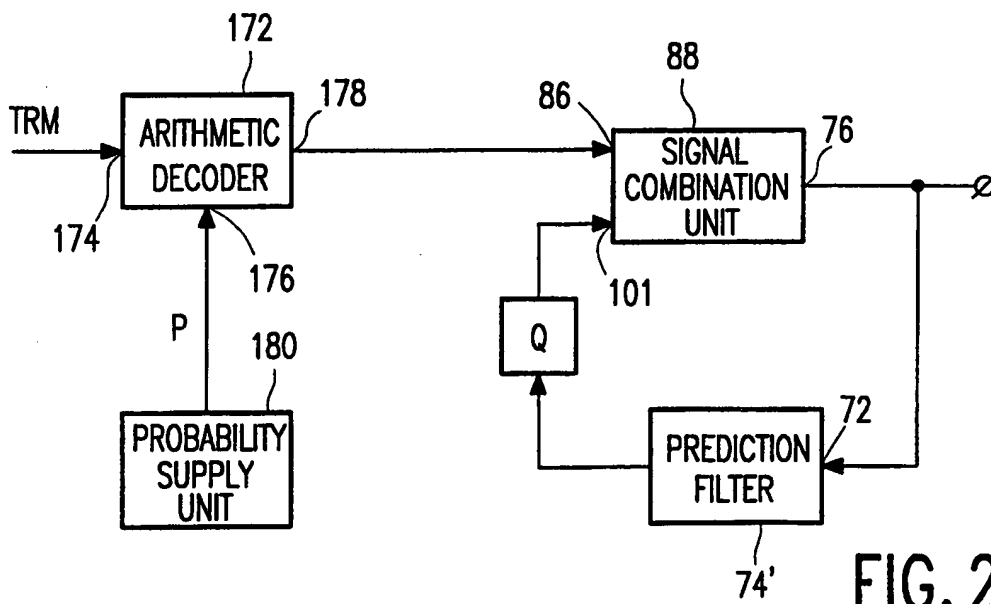 172
TRM
ARITHMETIC
DECODER
178
174
176
P
180
PROBABILITY
SUPPLY
UNIT
86
88
SIGNAL
COMBINATION
UNIT
76
101
Q
72
PREDICTION
FILTER
74'
FIG. 2